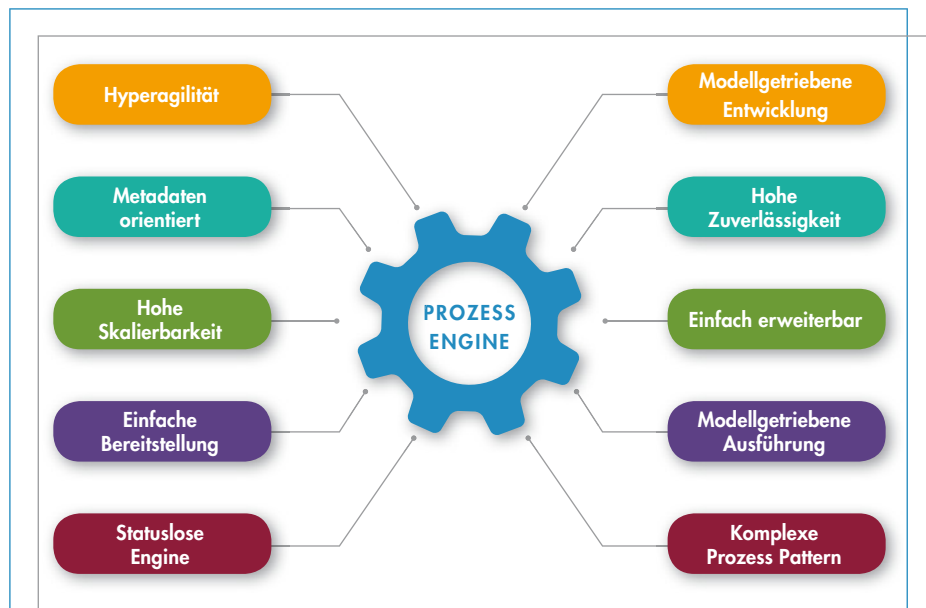 Hyperagilität
Metadaten
orientiert
Hohe
Skalierbarkeit
Einfache
Bereitstellung
Statuslose
Engine
PROZESS
ENGINE
Modellgetriebene
Entwicklung
Hohe
Zuverlässigkeit
Einfach erweiterbar
Modellgetriebene
Ausführung
Komplexe
Prozess Pattern